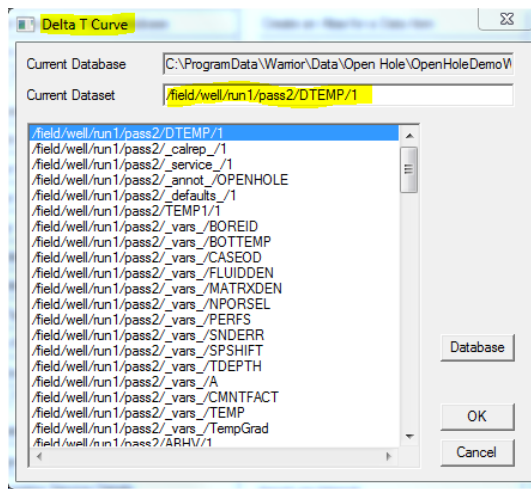 Delta T Curve
Current Database C:\ProgramData\Warrior\Data\Open Hole\OpenHoleDemoW
Current Dataset /field/well/run1/pass2/DTEMP/1
/field/well/run1/pass2/DTEMP/1
/field/well/run1/pass2/_calrep_/1
/field/well/run1/pass2/_service_/1
/field/well/run1/pass2/_annot_/OPENHOLE
/field/well/run1/pass2/_defaults_/1
/field/well/run1/pass2/TEMP1/1
/field/well/run1/pass2/_vars_/BOREID
/field/well/run1/pass2/_vars_/BOTTEMP
/field/well/run1/pass2/_vars_/CASEOD
/field/well/run1/pass2/_vars_/FLUIDDEN
/field/well/run1/pass2/_vars_/MATRXDEN
/field/well/run1/pass2/_vars_/NPORSEL
/field/well/run1/pass2/_vars_/PERFS
/field/well/run1/pass2/_vars_/SNDERR
/field/well/run1/pass2/_vars_/SPSHIFT
/field/well/run1/pass2/_vars_/TDEPTH
/field/well/run1/pass2/_vars_/A
/field/well/run1/pass2/_vars_/CMNTFACT
/field/well/run1/pass2/_vars_/TEMP
/field/well/run1/pass2/_vars_/TempGrad
/field/well/run1/pass2/ABHV/1
Database
OK
Cancel